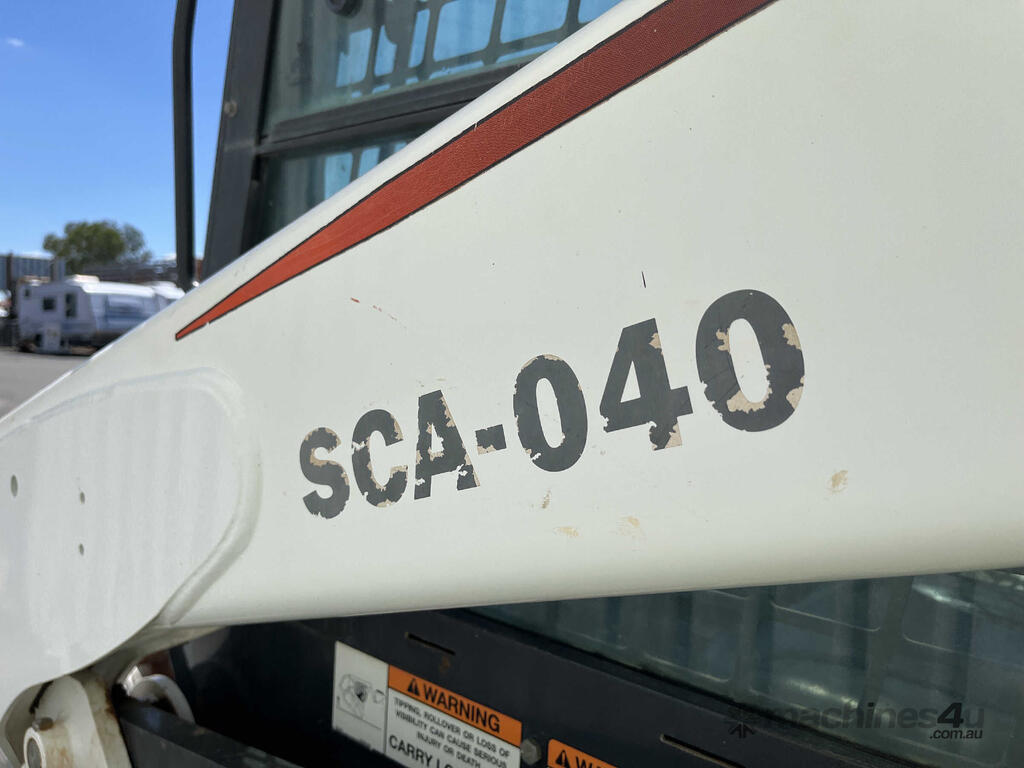 SCA-040
WARNING
TIPPING, ROLLOVER OR LOSS OF
VISIBILITY CAN CAUSE SERIOUS
INJURY OR DEATH
CARRY
WARNING
machines4u
.com.au